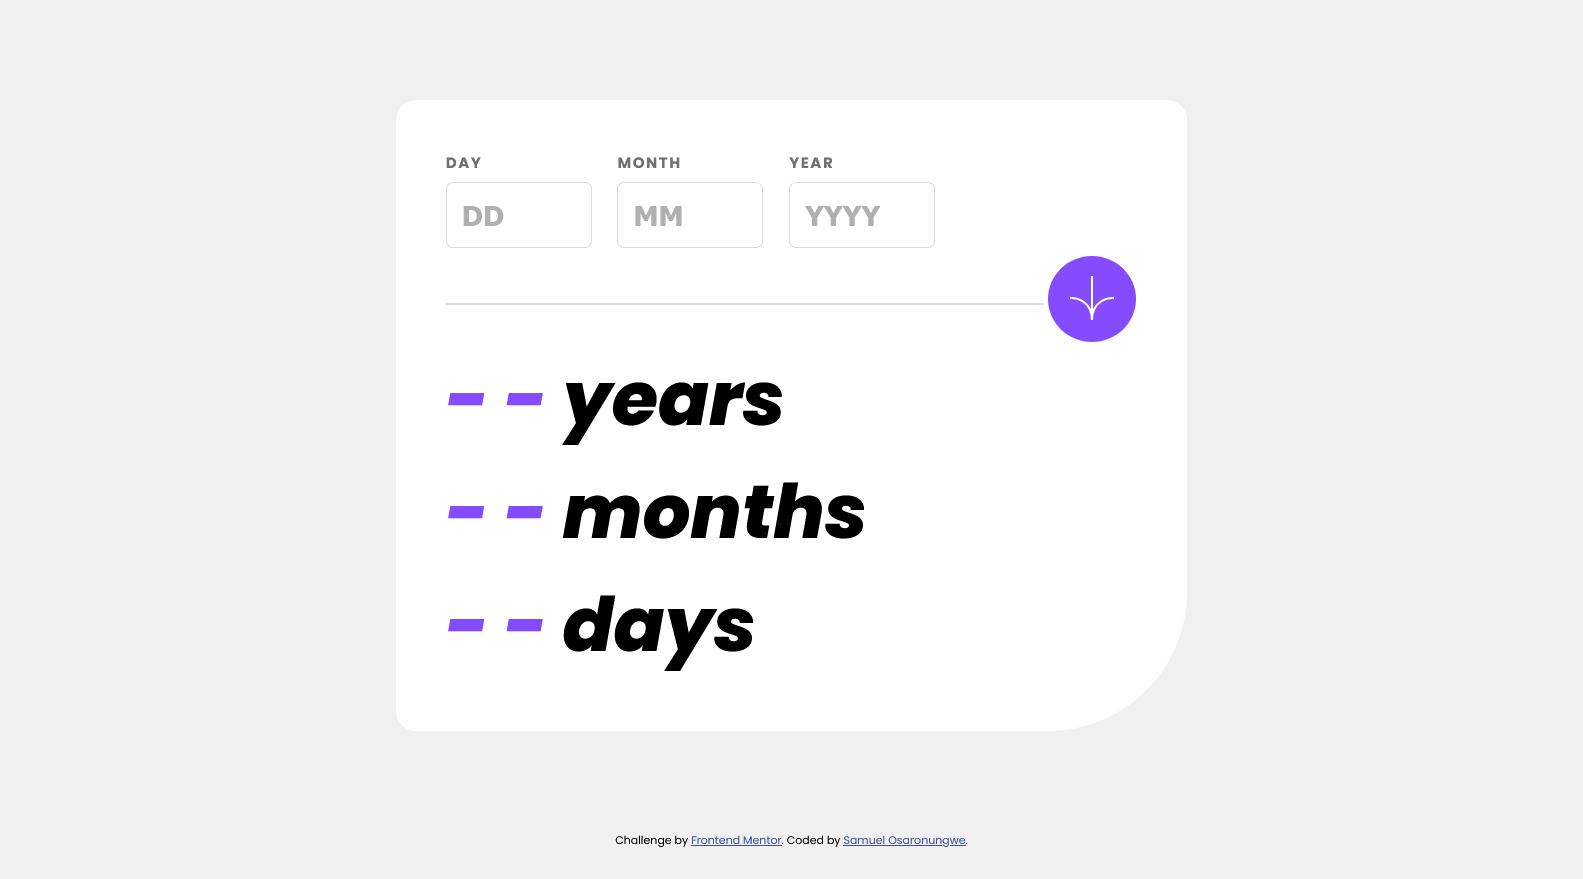 DAY MONTH YEAR
DD MM YYYY
- - years
- - months
- - days
Challenge by Frontend Mentor. Coded by Samuel Osaronungwe.